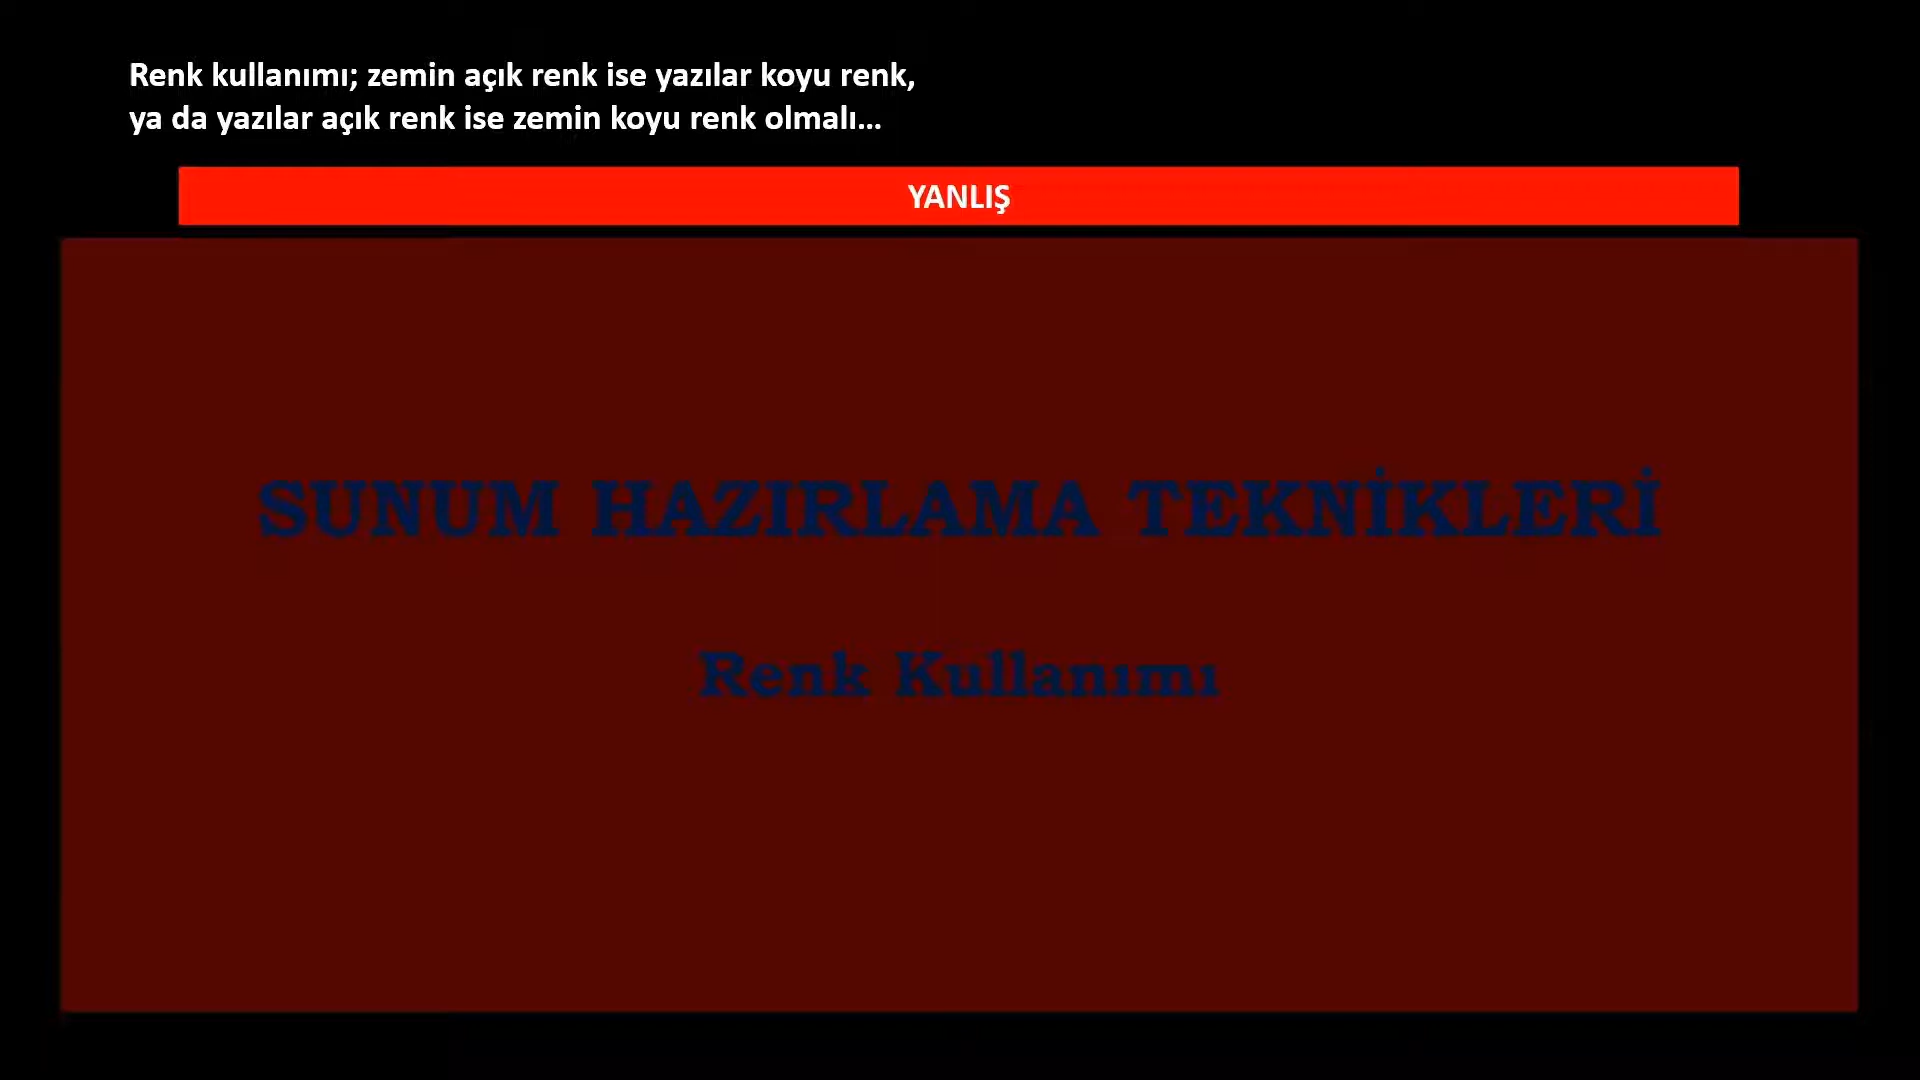 Renk kullanımı; zemin açık renk ise yazılar koyu renk,
ya da yazılar açık renk ise zemin koyu renk olmalı...
YANLIŞ
SUNUM HAZIRLAMA TEKNİKLERİ
Renk Kullanımı